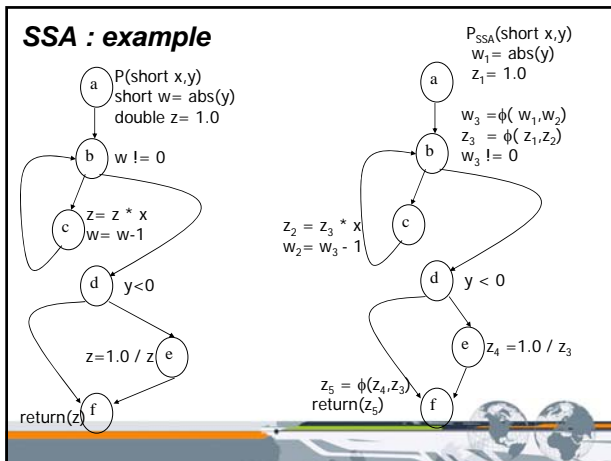 SSA : example
P(short x,y)
short w= abs(y)
double z= 1.0
a
b
w != 0
z= z * x
w= w-1
c
d
y<0
z=1.0 / z
e
return(z)
f
P_SSA(short x,y)
w₁= abs(y)
z₁= 1.0
a
w₃ =ϕ( w₁,w₂)
z₃ = ϕ( z₁,z₂)
w₃ != 0
b
z₂ = z₃ * x
w₂= w₃ - 1
c
d
y < 0
e
z₄ =1.0 / z₃
z₅ = ϕ(z₄,z₃)
return(z₅)
f